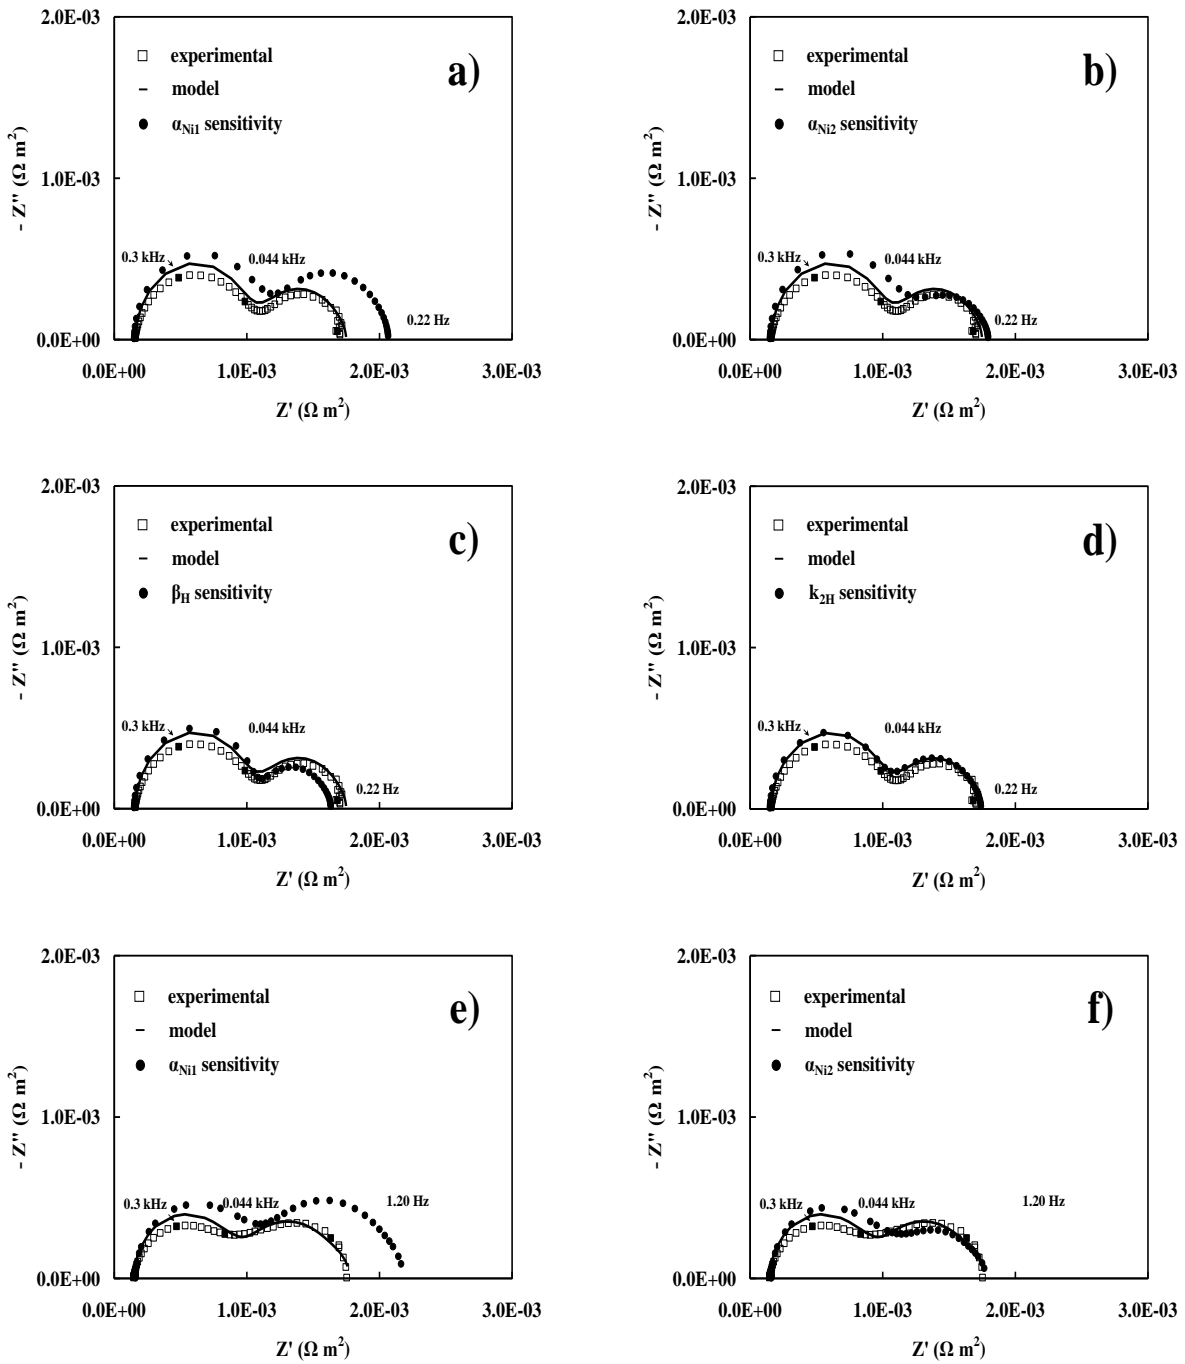 2.0E-03
□ experimental
– model
● αNi1 sensitivity
a)
1.0E-03
- Z'' (Ω m²)
0.3 kHz
0.044 kHz
0.22 Hz
0.0E+00
0.0E+00 1.0E-03 2.0E-03 3.0E-03
Z' (Ω m²)
2.0E-03
□ experimental
– model
● αNi2 sensitivity
b)
1.0E-03
- Z'' (Ω m²)
0.3 kHz
0.044 kHz
0.22 Hz
0.0E+00
0.0E+00 1.0E-03 2.0E-03 3.0E-03
Z' (Ω m²)
2.0E-03
□ experimental
– model
● βH sensitivity
c)
1.0E-03
- Z'' (Ω m²)
0.3 kHz
0.044 kHz
0.22 Hz
0.0E+00
0.0E+00 1.0E-03 2.0E-03 3.0E-03
Z' (Ω m²)
2.0E-03
□ experimental
– model
● k2H sensitivity
d)
1.0E-03
- Z'' (Ω m²)
0.3 kHz
0.044 kHz
0.22 Hz
0.0E+00
0.0E+00 1.0E-03 2.0E-03 3.0E-03
Z' (Ω m²)
2.0E-03
□ experimental
– model
● αNi1 sensitivity
e)
1.0E-03
- Z'' (Ω m²)
0.3 kHz
0.044 kHz
1.20 Hz
0.0E+00
0.0E+00 1.0E-03 2.0E-03 3.0E-03
Z' (Ω m²)
2.0E-03
□ experimental
– model
● αNi2 sensitivity
f)
1.0E-03
- Z'' (Ω m²)
0.3 kHz
0.044 kHz
1.20 Hz
0.0E+00
0.0E+00 1.0E-03 2.0E-03 3.0E-03
Z' (Ω m²)